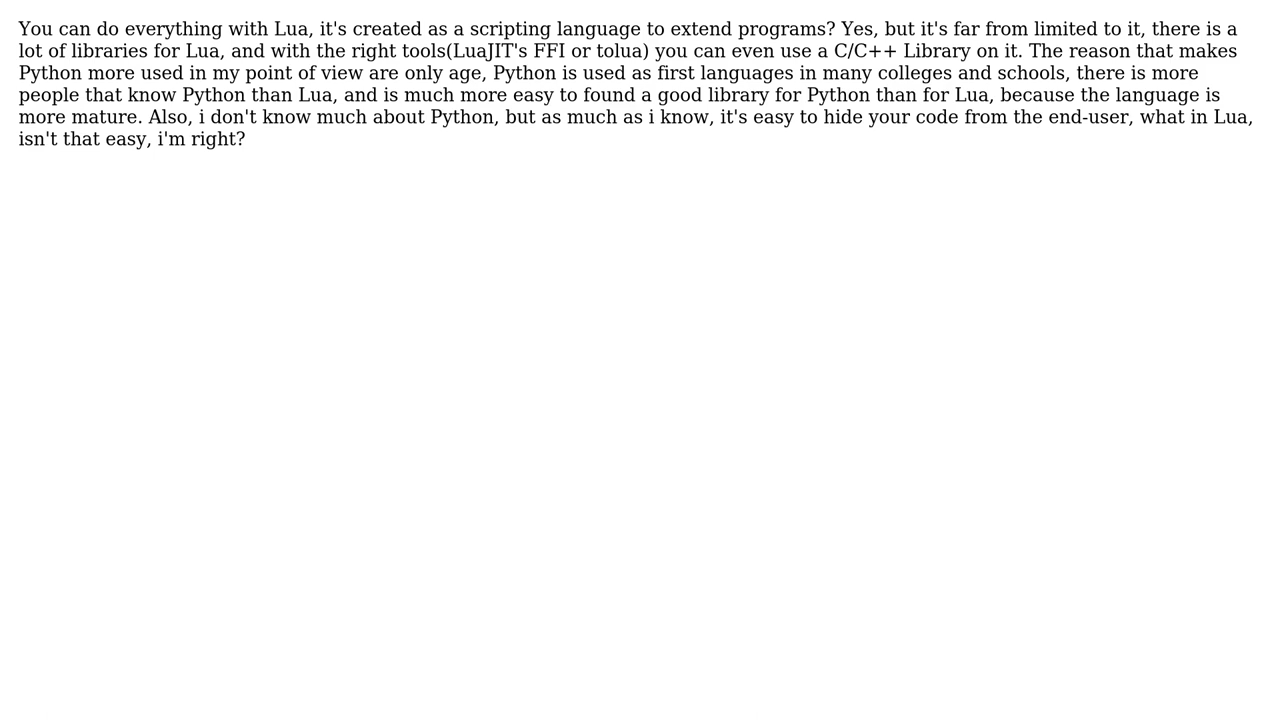 You can do everything with Lua, it's created as a scripting language to extend programs? Yes, but it's far from limited to it, there is a
lot of libraries for Lua, and with the right tools(LuaJIT's FFI or tolua) you can even use a C/C++ Library on it. The reason that makes
Python more used in my point of view are only age, Python is used as first languages in many colleges and schools, there is more
people that know Python than Lua, and is much more easy to found a good library for Python than for Lua, because the language is
more mature. Also, i don't know much about Python, but as much as i know, it's easy to hide your code from the end-user, what in Lua,
isn't that easy, i'm right?